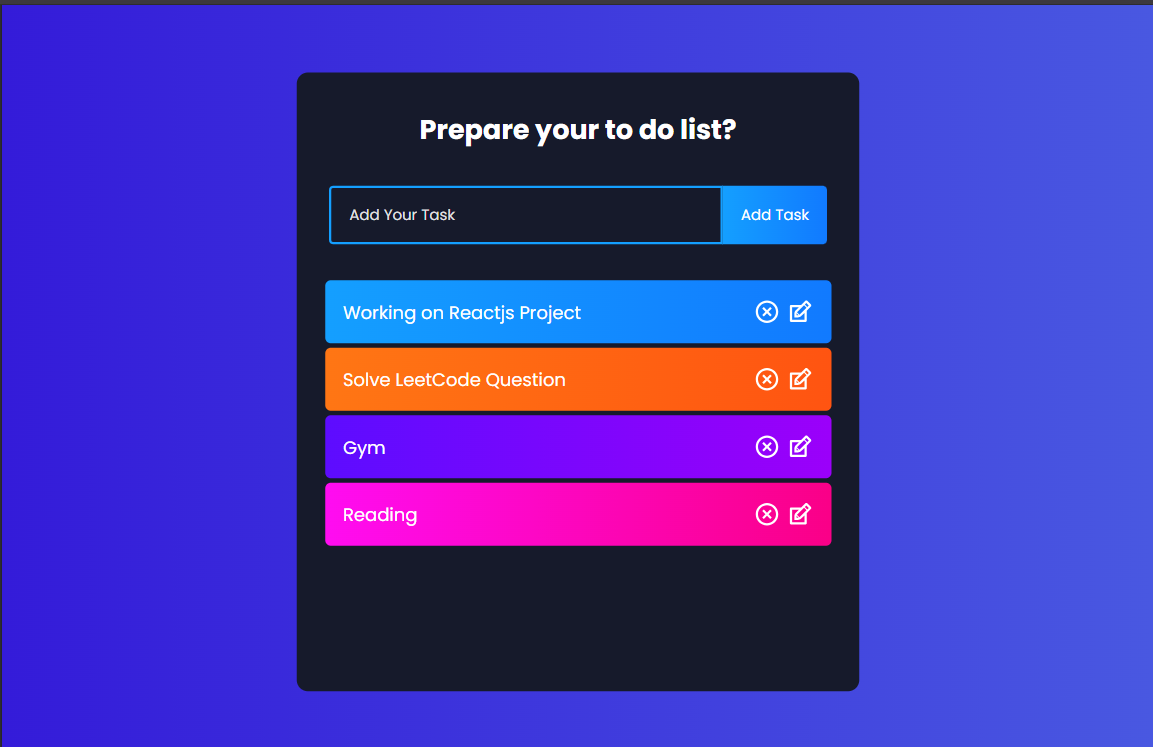 Prepare your to do list?
Add Your Task
Add Task
Working on Reactjs Project
Solve LeetCode Question
Gym
Reading